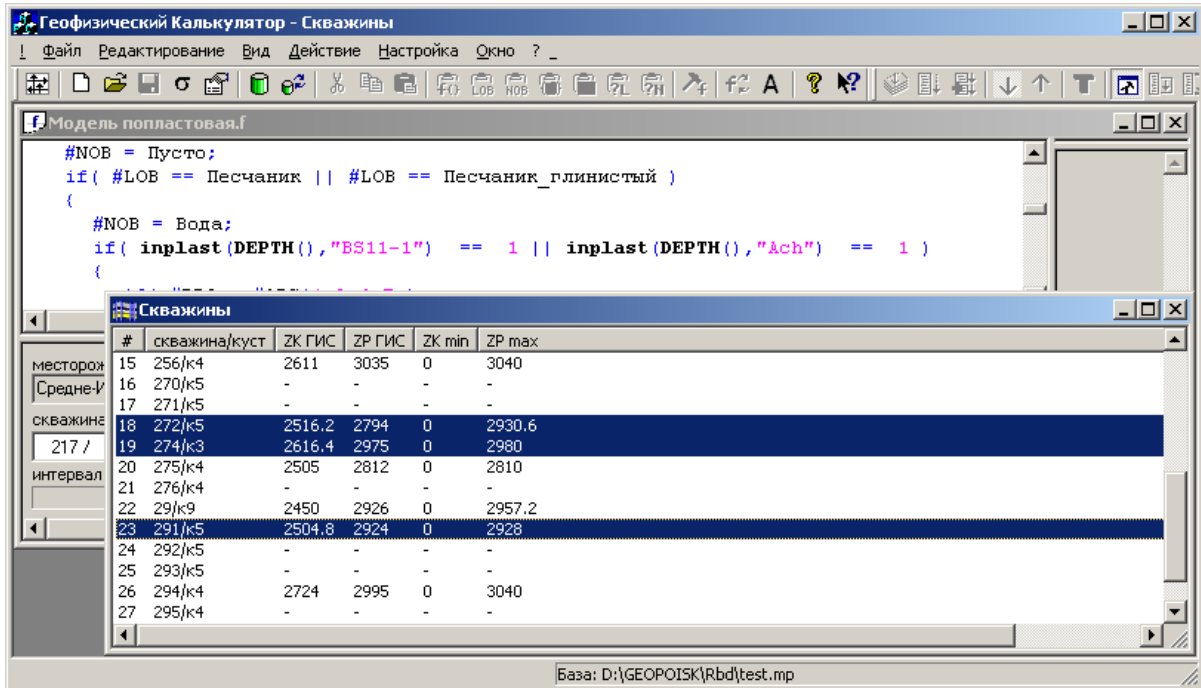 Геофизический Калькулятор - Скважины
! Файл Редактирование Вид Действие Настройка Окно ? _
Модель попластовая.f
#NOB = Пусто;
if( #LOB == Песчаник || #LOB == Песчаник_глинистый )
{
#NOB = Вода;
if( inplast(DEPTH(),"BS11-1") == 1 || inplast(DEPTH(),"Ach") == 1 )
{
Скважины
# скважина/куст ZK ГИС ZP ГИС ZK min ZP max
15 256/к4 2611 3035 0 3040
16 270/к5 - - - -
17 271/к5 - - - -
18 272/к5 2516.2 2794 0 2930.6
19 274/к3 2616.4 2975 0 2980
20 275/к4 2505 2812 0 2810
21 276/к4 - - - -
22 29/к9 2450 2926 0 2957.2
23 291/к5 2504.8 2924 0 2928
24 292/к5 - - - -
25 293/к5 - - - -
26 294/к4 2724 2995 0 3040
27 295/к4 - - - -
месторож
Средне-И
скважина
217 /
интервал
База: D:\GEOPOISK\Rbd\test.mp